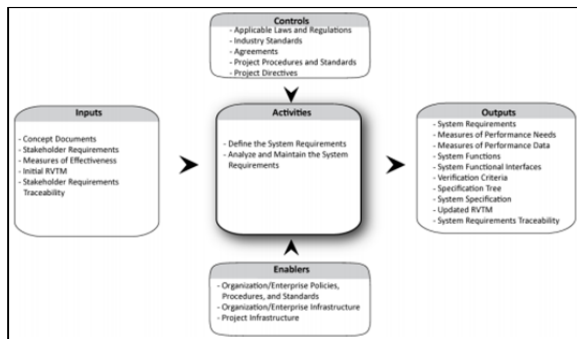 Controls
- Applicable Laws and Regulations
- Industry Standards
- Agreements
- Project Procedures and Standards
- Project Directives
Inputs
- Concept Documents
- Stakeholder Requirements
- Measures of Effectiveness
- Initial RVTM
- Stakeholder Requirements
Traceability
Activities
- Define the System Requirements
- Analyze and Maintain the System
Requirements
Outputs
- System Requirements
- Measures of Performance Needs
- Measures of Performance Data
- System Functions
- System Functional Interfaces
- Verification Criteria
- Specification Tree
- System Specification
- Updated RVTM
- System Requirements Traceability
Enablers
- Organization/Enterprise Policies,
Procedures, and Standards
- Organization/Enterprise Infrastructure
- Project Infrastructure